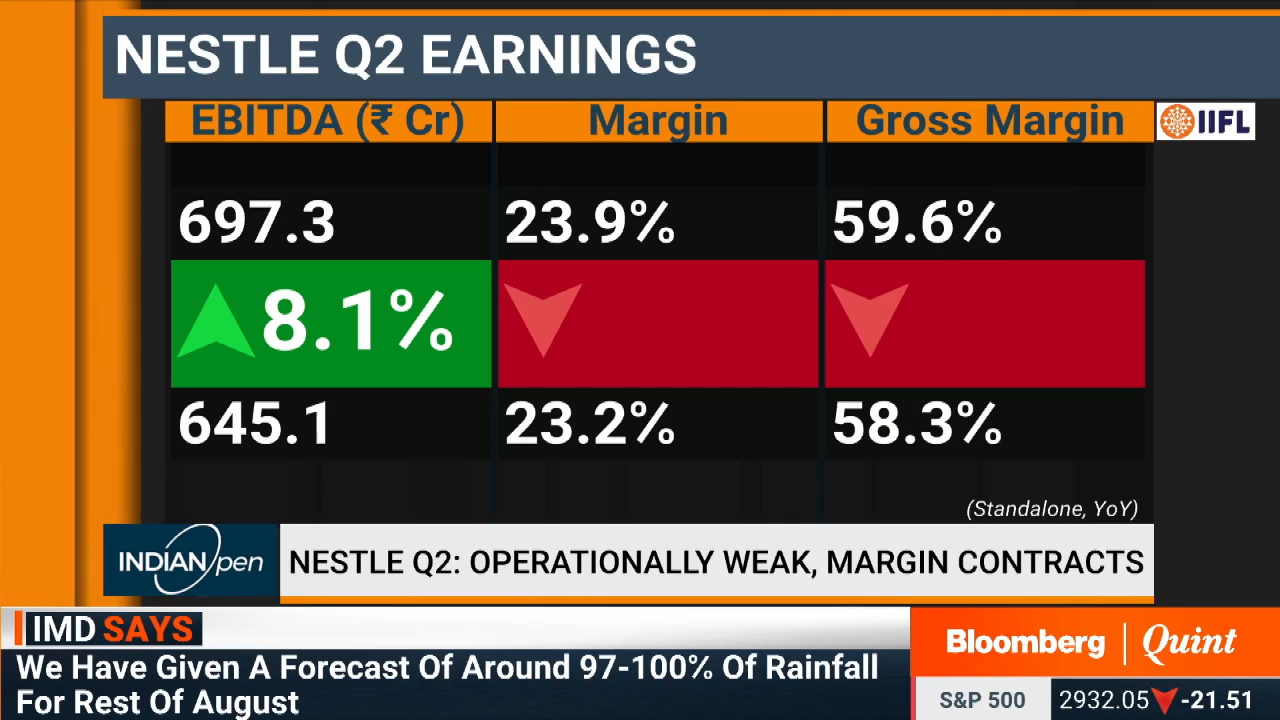 NESTLE Q2 EARNINGS
EBITDA (₹ Cr) Margin Gross Margin
IIFL
697.3 23.9% 59.6%
8.1%
645.1 23.2% 58.3%
(Standalone, YoY)
INDIAN Open
NESTLE Q2: OPERATIONALLY WEAK, MARGIN CONTRACTS
IMD SAYS
We Have Given A Forecast Of Around 97-100% Of Rainfall
For Rest Of August
Bloomberg | Quint
S&P 500 2932.05 -21.51